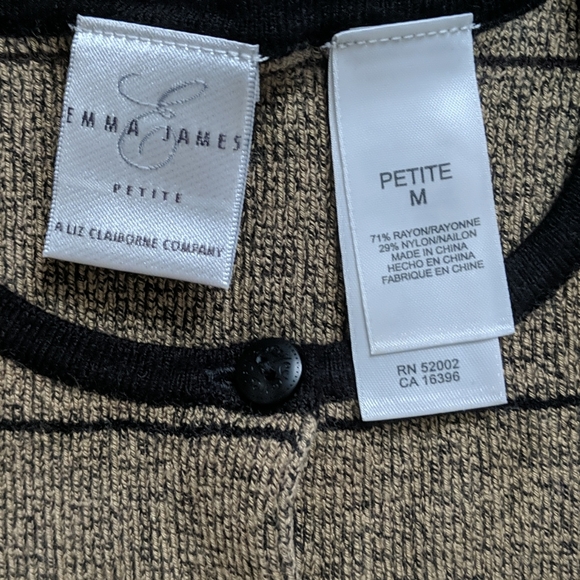 E
EMMA JAMES
PETITE
A LIZ CLAIBORNE COMPANY
PETITE
M
71% RAYON/RAYONNE
29% NYLON/NAILON
MADE IN CHINA
HECHO EN CHINA
FABRIQUE EN CHINE
RN 52002
CA 16396